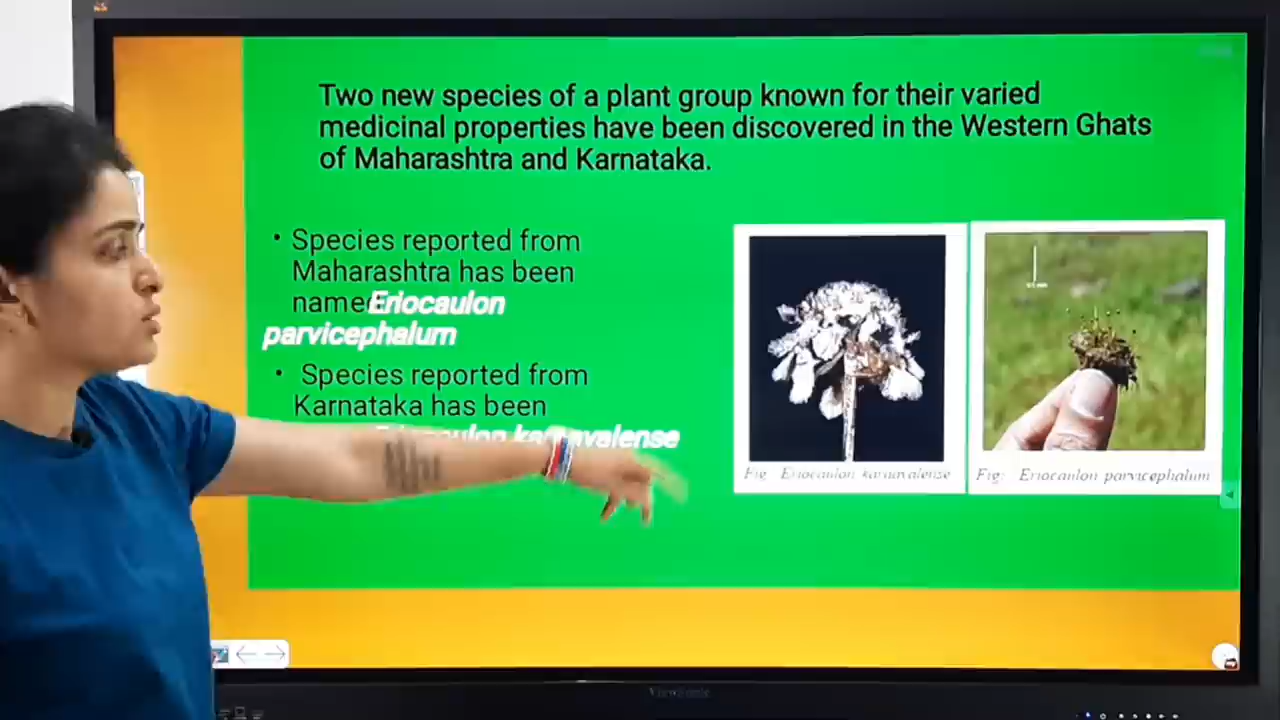 Two new species of a plant group known for their varied
medicinal properties have been discovered in the Western Ghats
of Maharashtra and Karnataka.
• Species reported from
Maharashtra has been
named Eriocaulon
parvicephalum
• Species reported from
Karnataka has been
karaavalense
Fig: Eriocaulon karaavalense
Fig: Eriocaulon parvicephalum
ViewSonic